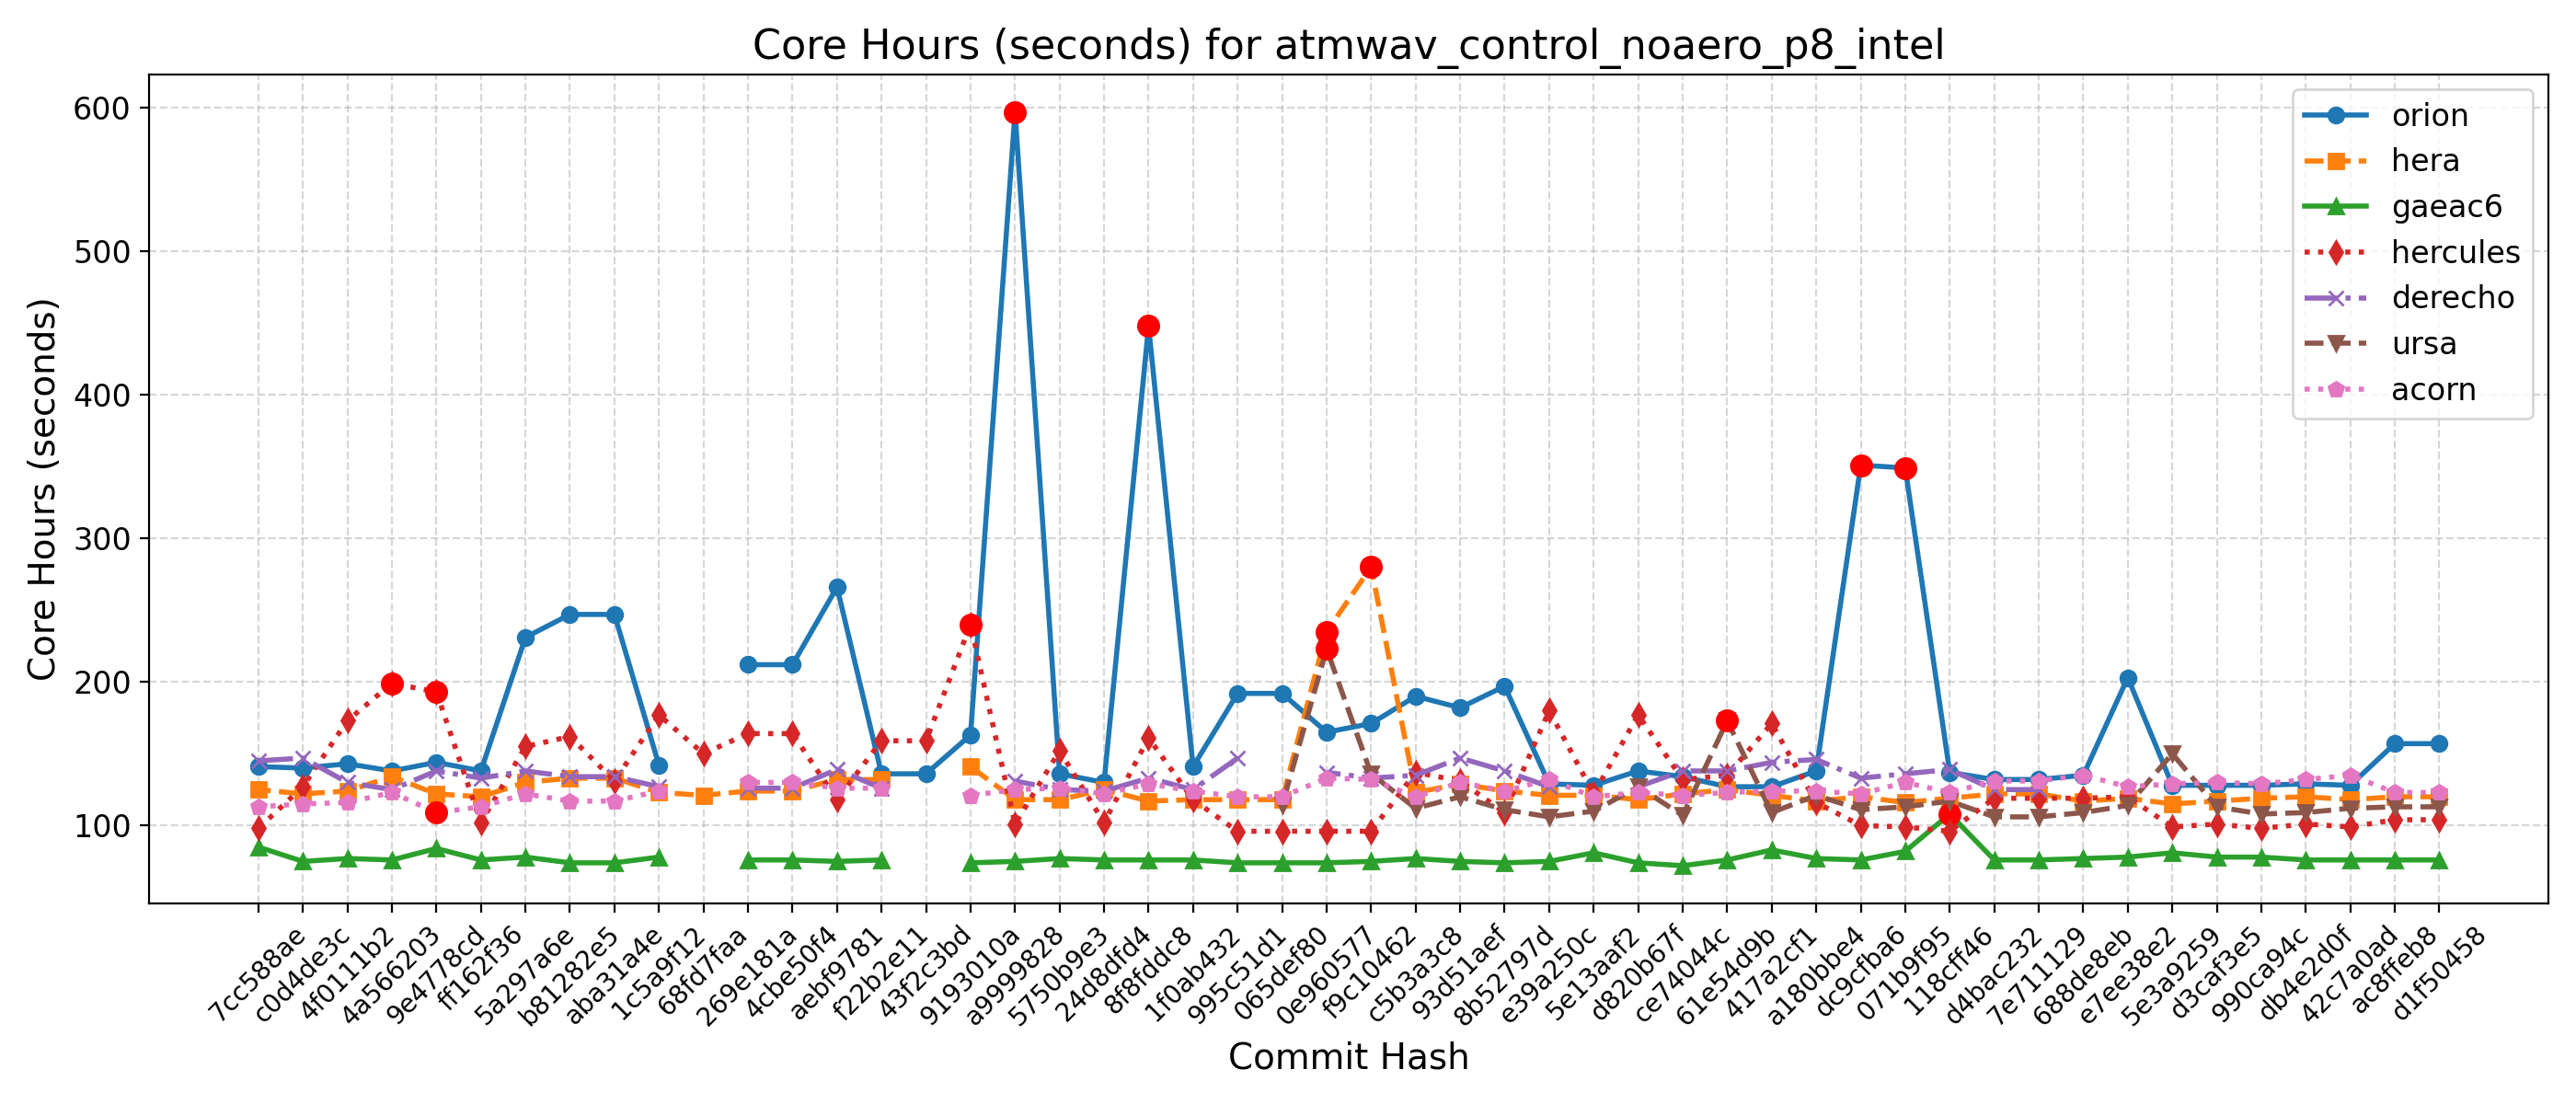 Core Hours (seconds) for atmwav_control_noaero_p8_intel
Core Hours (seconds)
600
500
400
300
200
100
orion
hera
gaeac6
hercules
derecho
ursa
acorn
7cc588ae
c0d4de3c
4f0111b2
4a566203
9e4778cd
ff162f36
5a297a6e
b81282e5
aba31a4e
1c5a9f12
68fd7faa
269e181a
4cbe50f4
aebf9781
f22b2e11
43f2c3bd
9193010a
a9999828
5750b9e3
24d8dfd4
8f8fddc8
1f0ab432
995c51d1
065def80
0e960577
f9c10462
c5b3a3c8
93d51aef
8b52797d
e39a250c
5e13aaf2
d820b67f
ce74044c
61e54d9b
417a2cf1
a180bbe4
dc9cfba6
071b9f95
118cff46
d4bac232
7e711129
688de8eb
e7ee38e2
5e3a9259
d3caf3e5
990ca94c
db4e2d0f
42c7a0ad
ac8ffeb8
d1f50458
Commit Hash